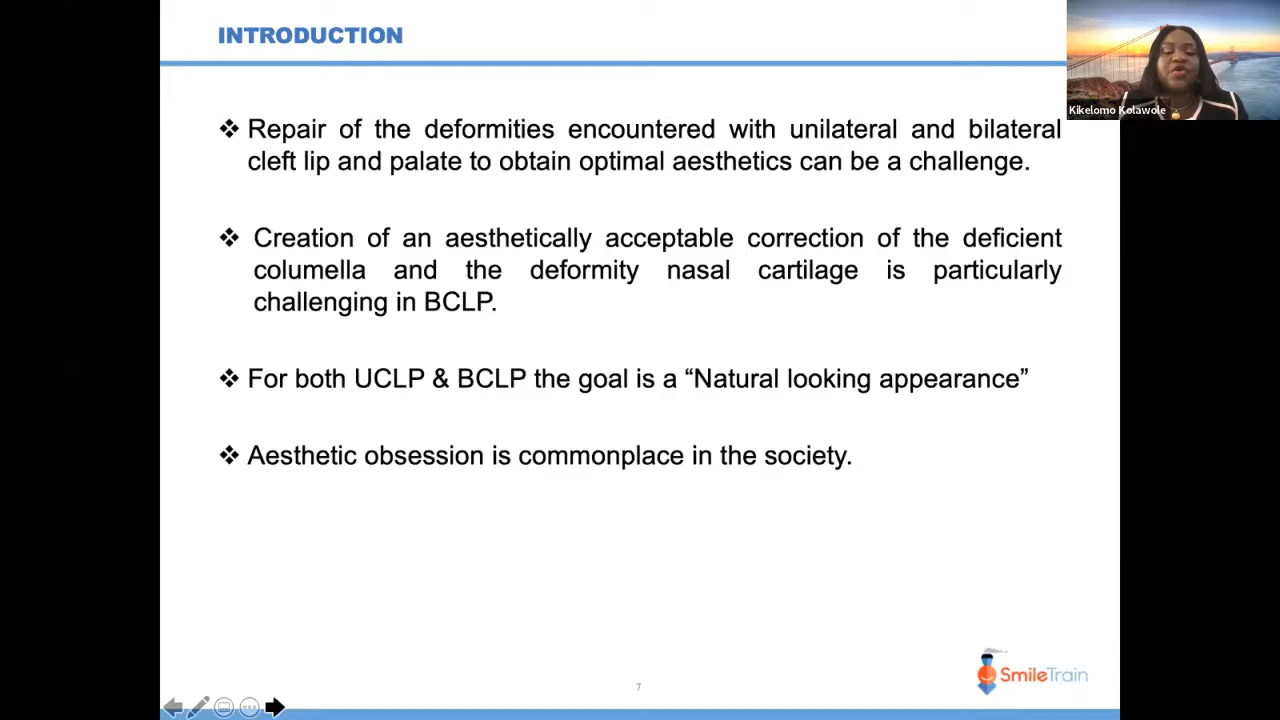 INTRODUCTION
Kikelomo Kolawole
❖ Repair of the deformities encountered with unilateral and bilateral
cleft lip and palate to obtain optimal aesthetics can be a challenge.
❖ Creation of an aesthetically acceptable correction of the deficient
columella and the deformity nasal cartilage is particularly
challenging in BCLP.
❖ For both UCLP & BCLP the goal is a “Natural looking appearance”
❖ Aesthetic obsession is commonplace in the society.
SmileTrain
7